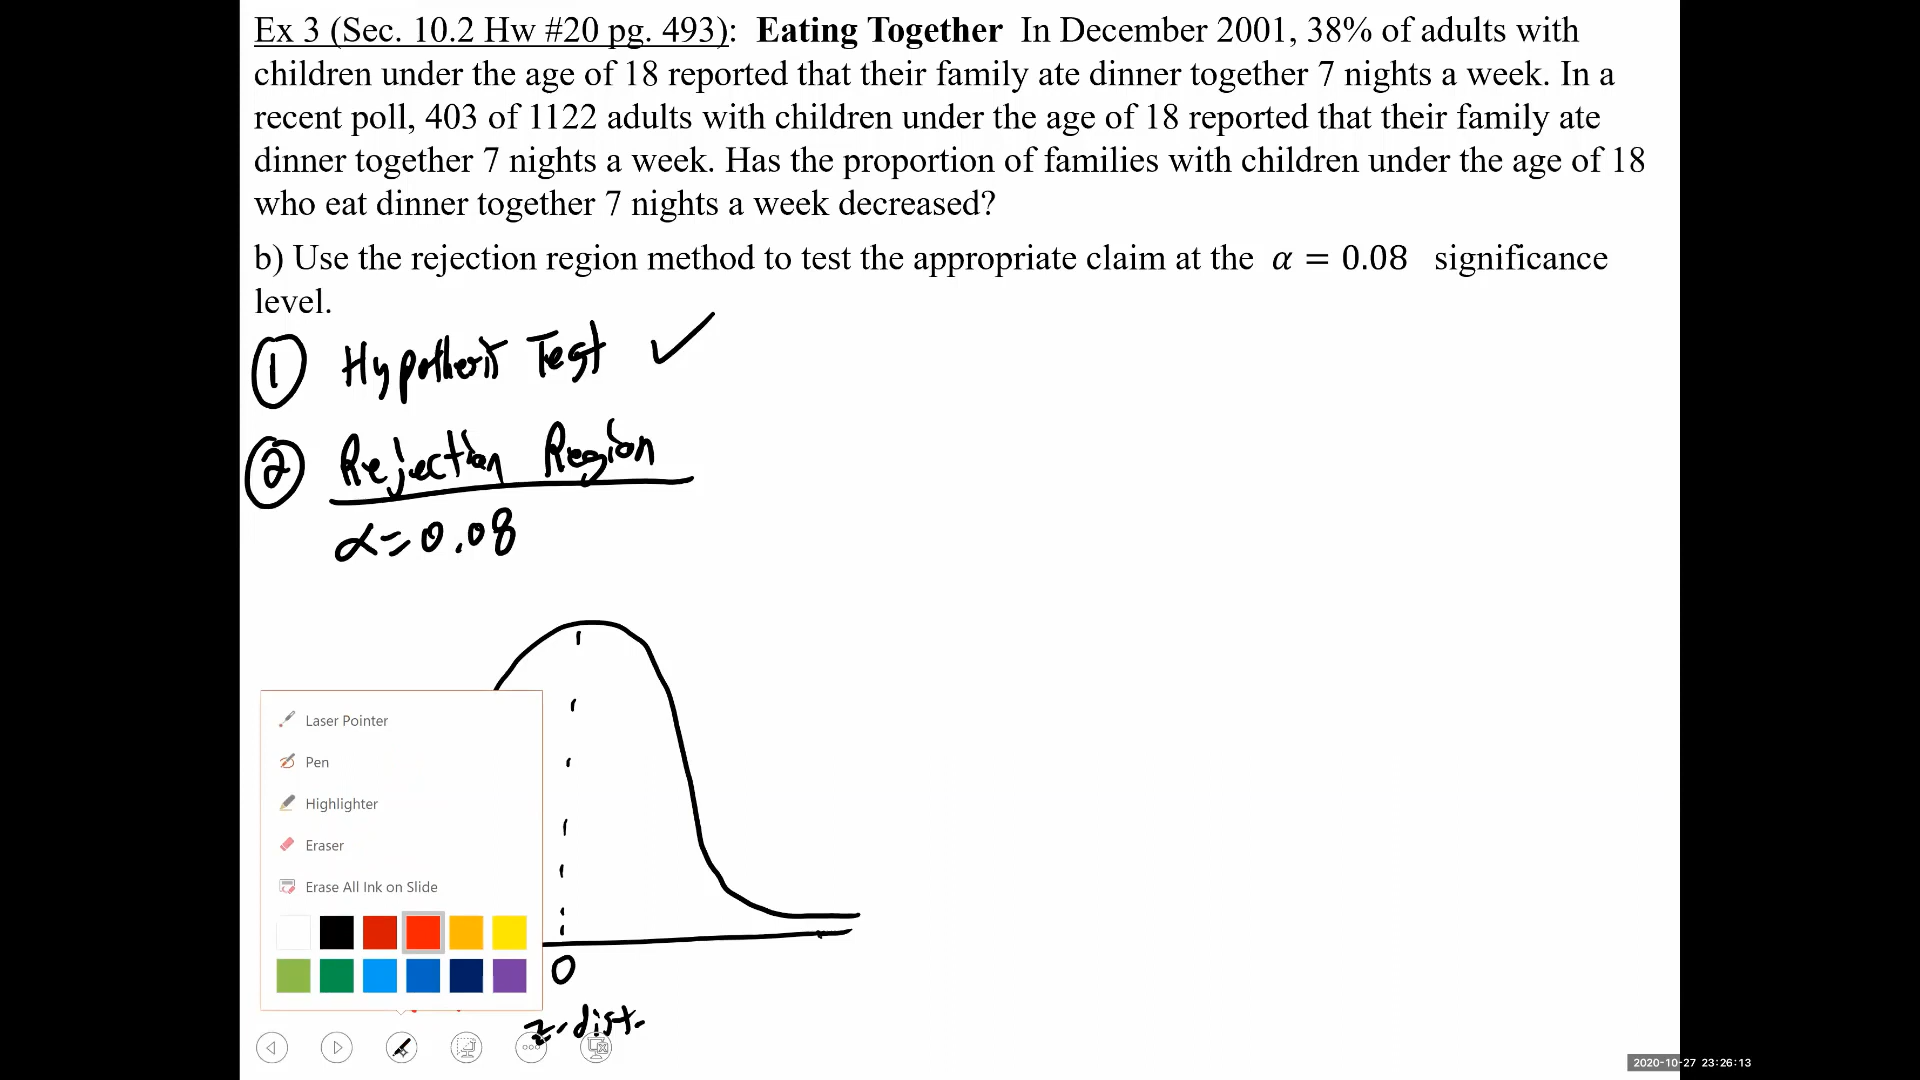 Ex 3 (Sec. 10.2 Hw #20 pg. 493): Eating Together In December 2001, 38% of adults with
children under the age of 18 reported that their family ate dinner together 7 nights a week. In a
recent poll, 403 of 1122 adults with children under the age of 18 reported that their family ate
dinner together 7 nights a week. Has the proportion of families with children under the age of 18
who eat dinner together 7 nights a week decreased?
b) Use the rejection region method to test the appropriate claim at the α = 0.08 significance
level.
① Hypothesis Test ✓
② Rejection Region
α = 0.08
Laser Pointer
Pen
Highlighter
Eraser
Erase All Ink on Slide
0
z-dist.
2020-10-27 23:26:13